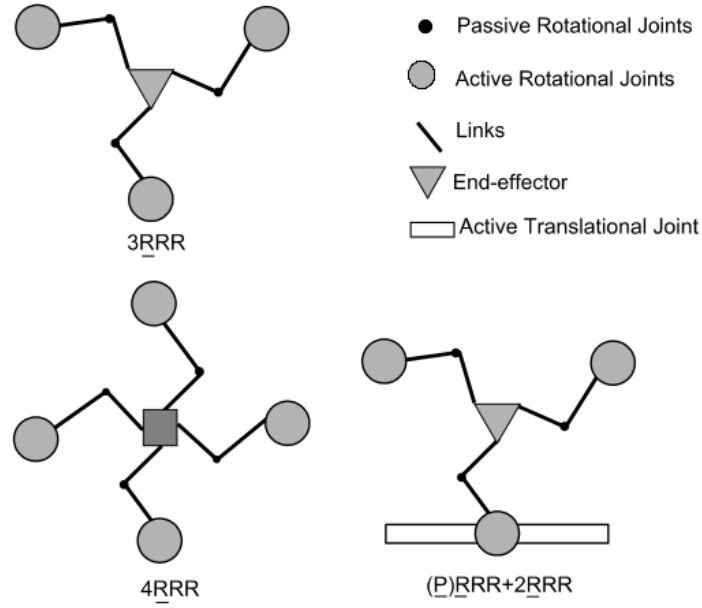 Passive Rotational Joints
Active Rotational Joints
Links
End-effector
Active Translational Joint
3RRR
4RRR
(P)RRR+2RRR